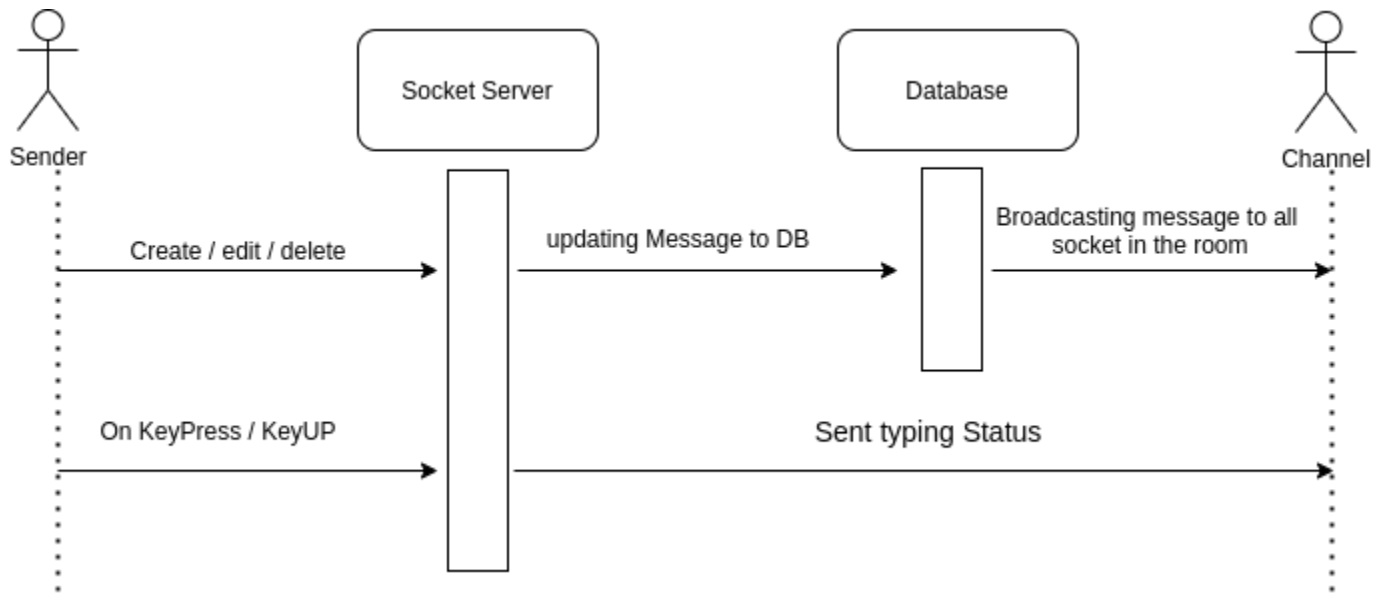 Socket Server
Database
Sender
Channel
Create / edit / delete
updating Message to DB
Broadcasting message to all
socket in the room
On KeyPress / KeyUP
Sent typing Status